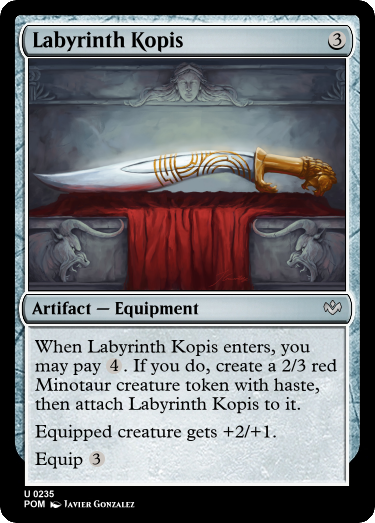 Labyrinth Kopis 3
Artifact — Equipment
When Labyrinth Kopis enters, you
may pay 4. If you do, create a 2/3 red
Minotaur creature token with haste,
then attach Labyrinth Kopis to it.
Equipped creature gets +2/+1.
Equip 3
U 0235
POM Javier Gonzalez